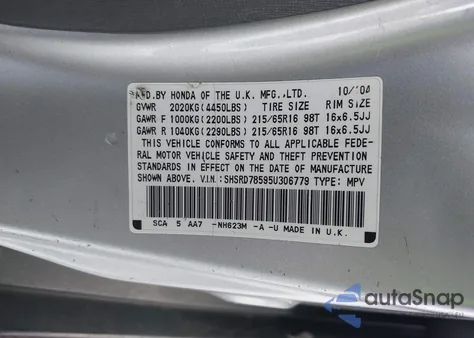 MFD.BY HONDA OF THE U.K. MFG.,LTD. 10/'04
GVWR 2020KG(4450LBS) TIRE SIZE RIM SIZE
GAWR F 1000KG(2200LBS) 215/65R16 98T 16x6.5JJ
GAWR R 1040KG(2290LBS) 215/65R16 98T 16x6.5JJ
THIS VEHICLE CONFORMS TO ALL APPLICABLE FEDE-
RAL MOTOR VEHICLE SAFETY AND THEFT PREVENTION
STANDARDS IN EFFECT ON THE DATE OF MANUFACTURE
SHOWN ABOVE. V.I.N.:SHSRD78595U306779 TYPE: MPV
SCA 5 AA7 -NH623M -A -U MADE IN U.K.
autaSnap